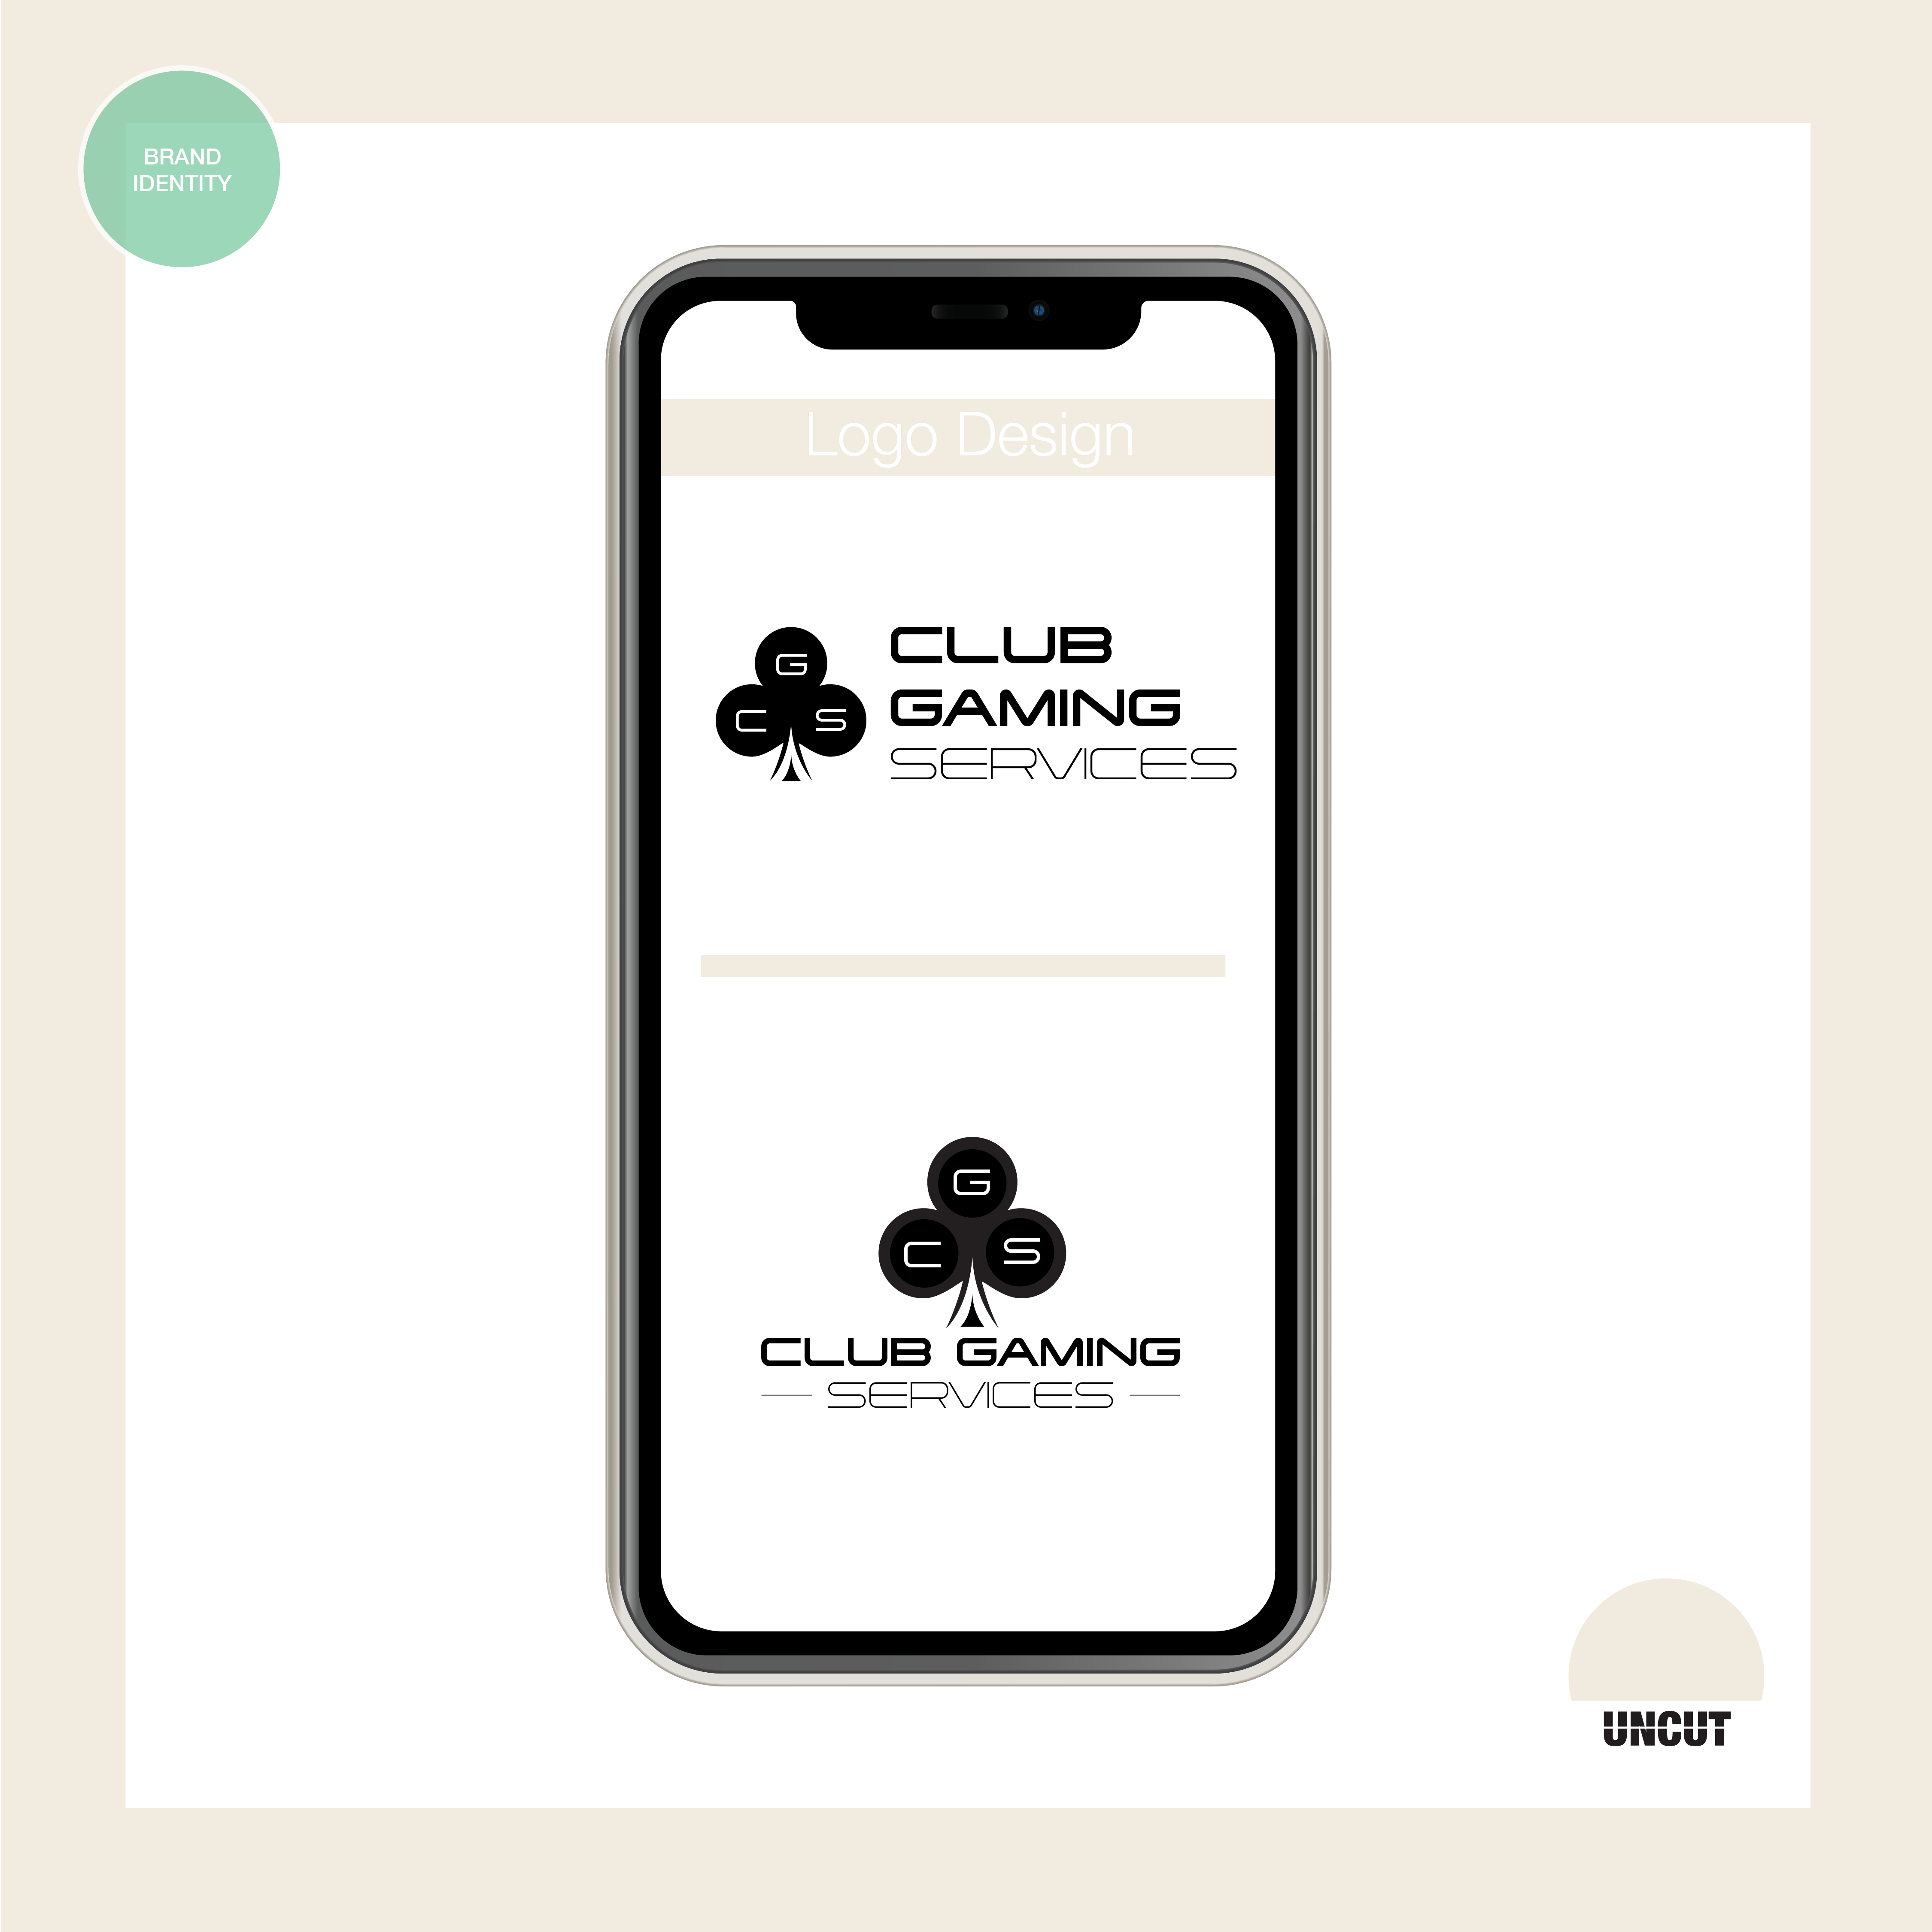 BRAND
IDENTITY
Logo Design
G
C S
CLUB
GAMING
SERVICES
G
C S
CLUB GAMING
SERVICES
UNCUT